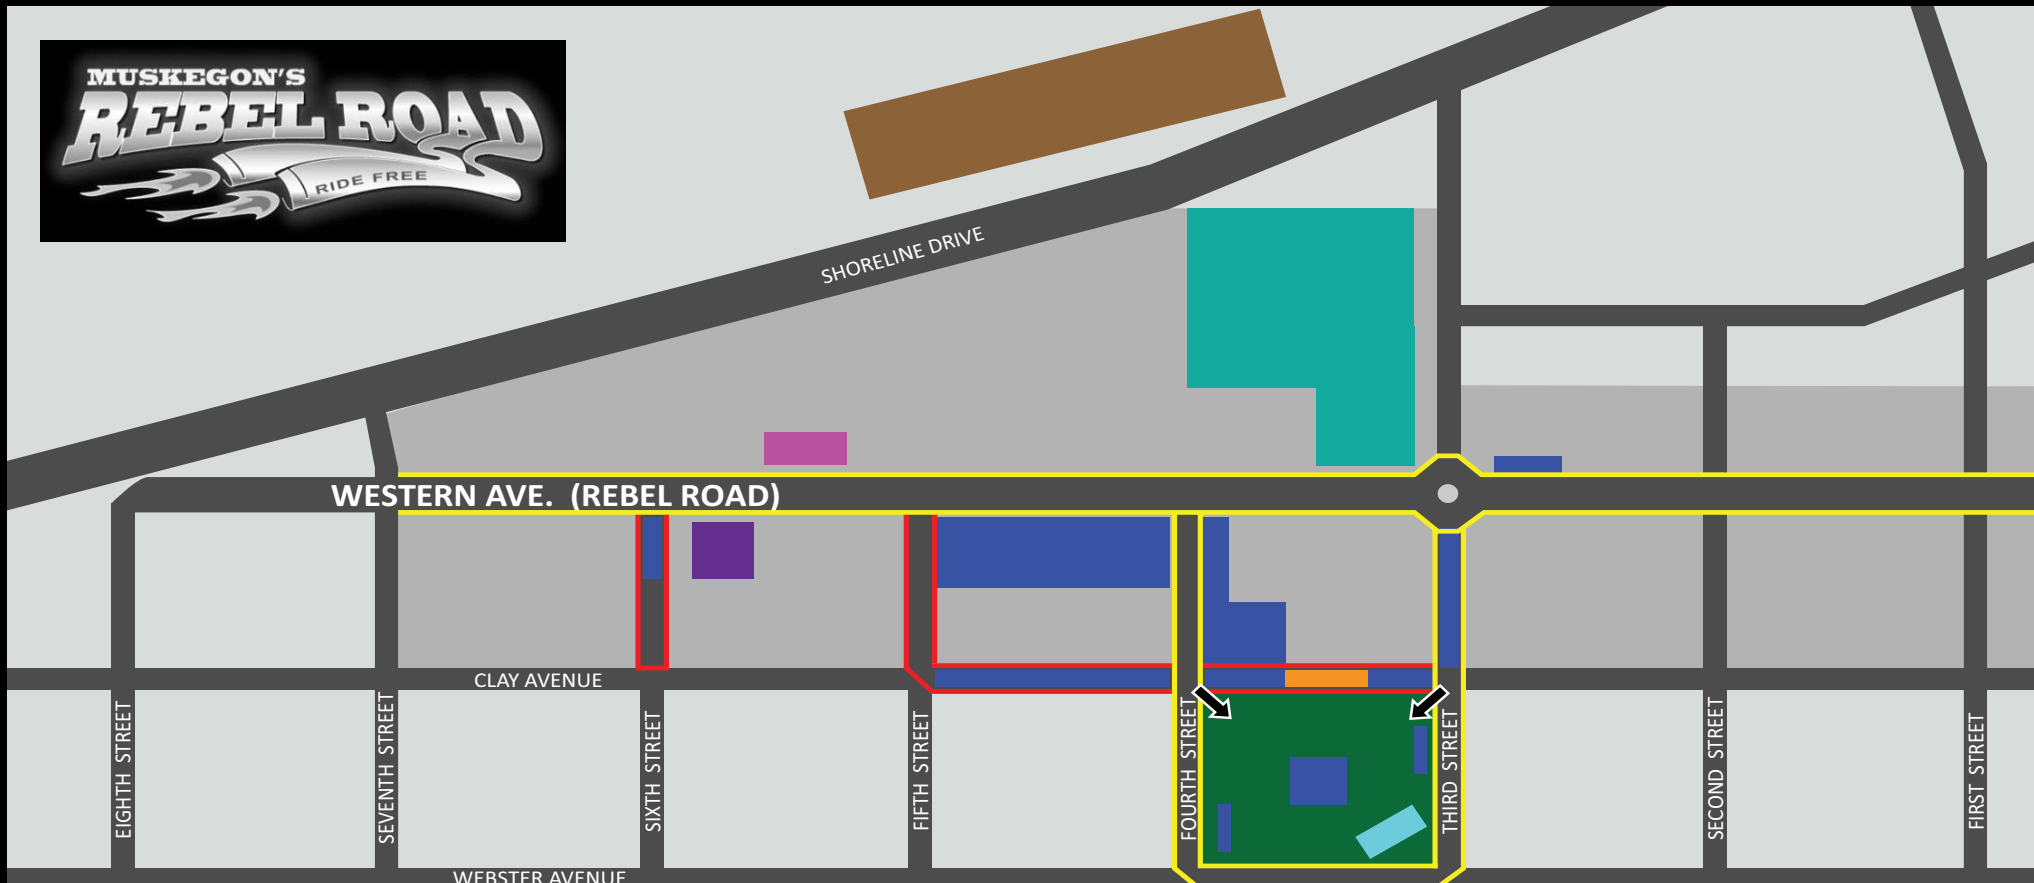 MUSKEGON'S
REBEL ROAD
RIDE FREE
SHORELINE DRIVE
WESTERN AVE. (REBEL ROAD)
CLAY AVENUE
EIGHTH STREET
SEVENTH STREET
SIXTH STREET
FIFTH STREET
FOURTH STREET
THIRD STREET
SECOND STREET
FIRST STREET
WEBSTER AVENUE